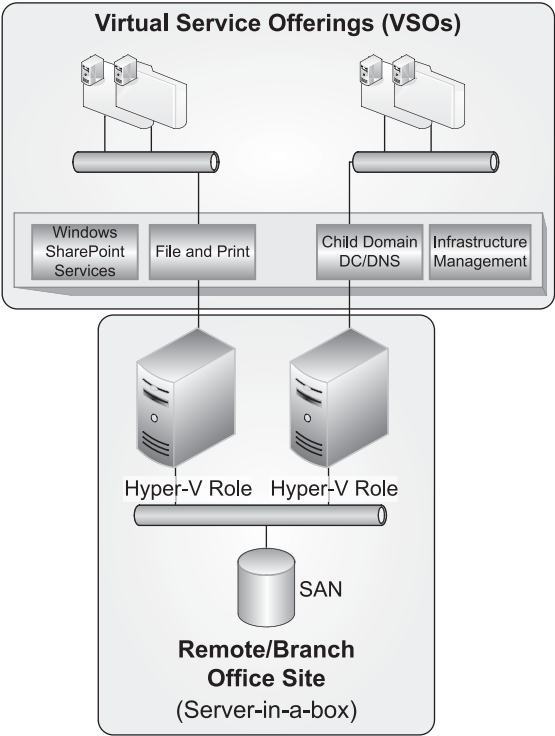 Virtual Service Offerings (VSOs)
Windows
SharePoint
Services
File and Print
Child Domain
DC/DNS
Infrastructure
Management
Hyper-V Role
Hyper-V Role
SAN
Remote/Branch
Office Site
(Server-in-a-box)